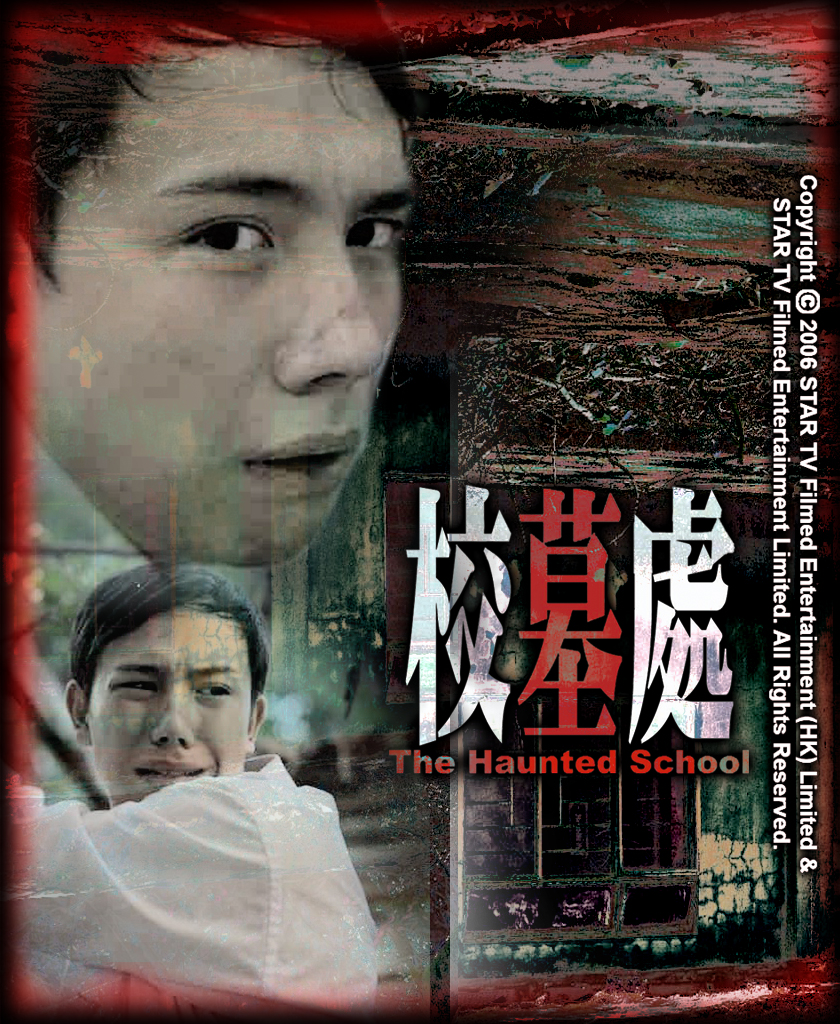 校墓處
The Haunted School
Copyright © 2006 STAR TV Filmed Entertainment (HK) Limited &
STAR TV Filmed Entertainment Limited. All Rights Reserved.